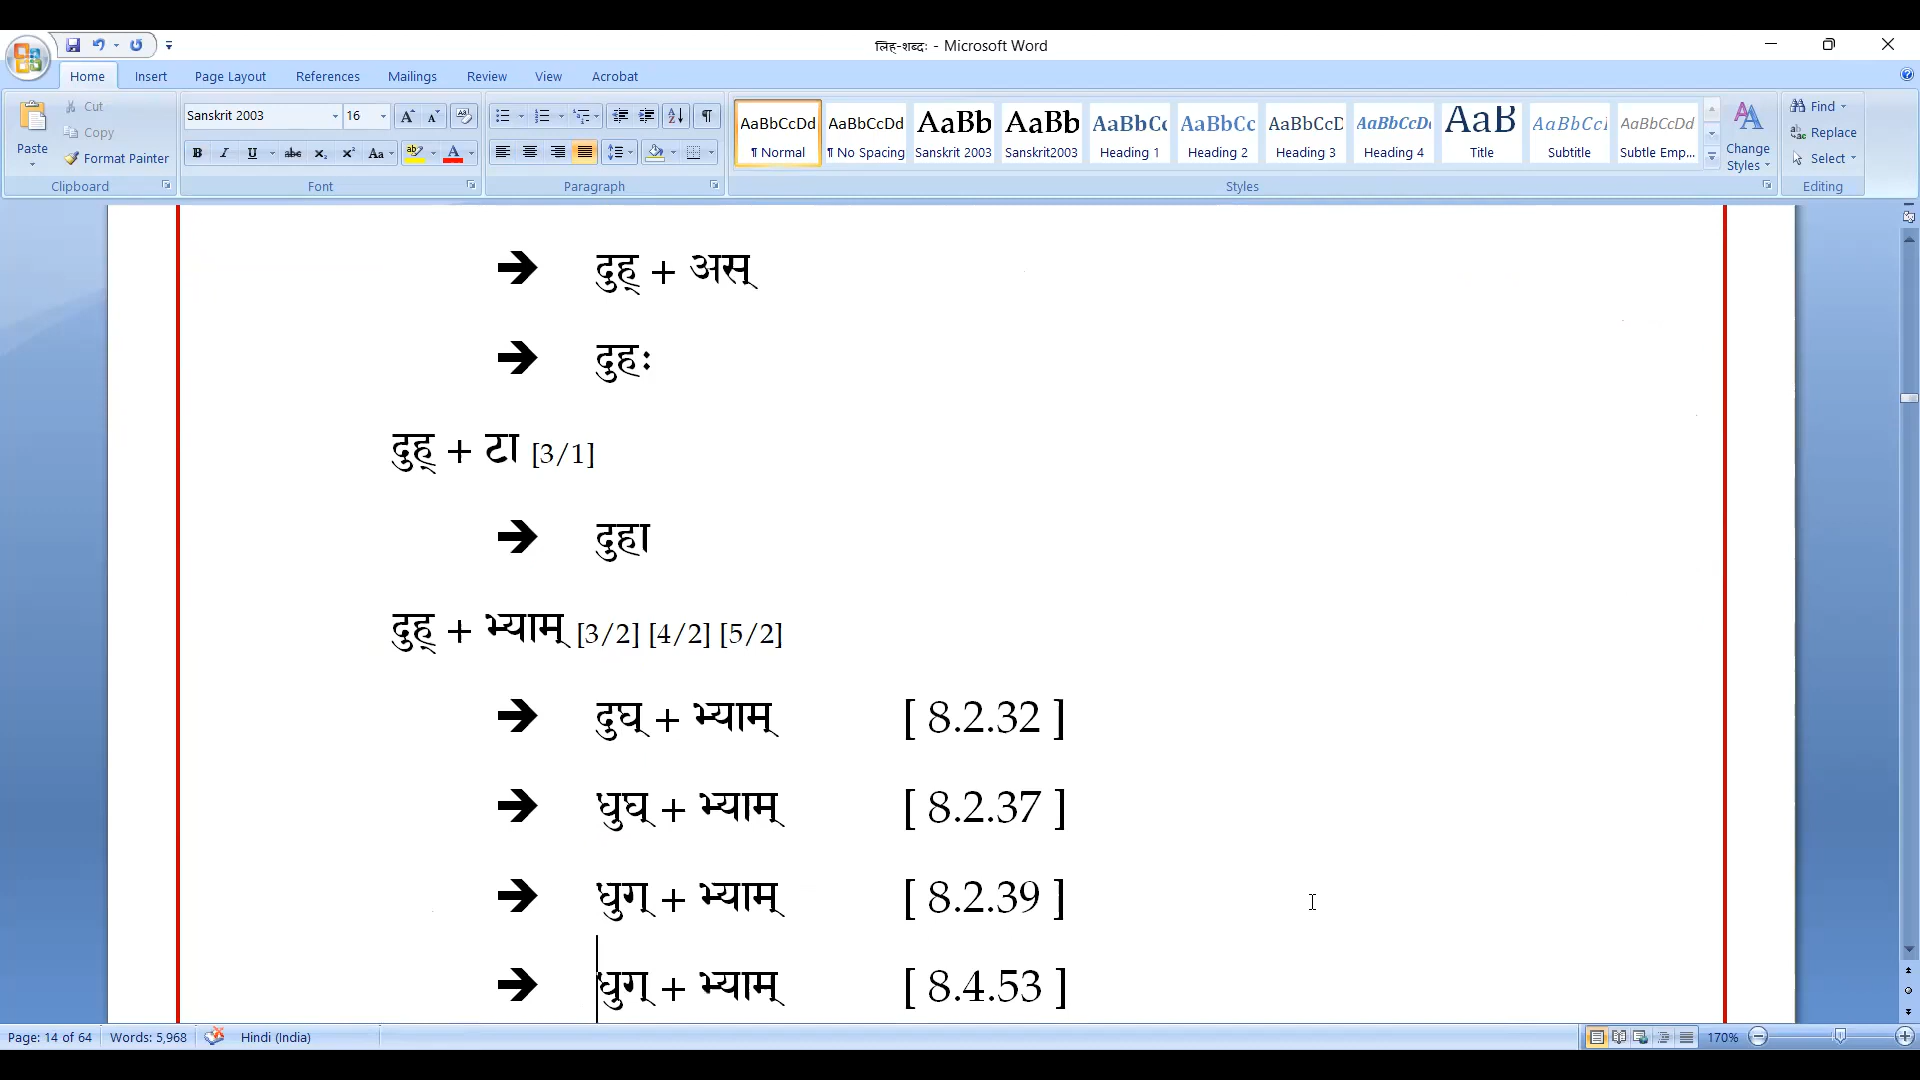 लिह्-शब्दः - Microsoft Word
Home Insert Page Layout References Mailings Review View Acrobat
Paste Cut Copy Format Painter Clipboard
Sanskrit 2003 16
Font
Paragraph
AaBbCcDd AaBbCcDd AaBb AaBb AaBbCc AaBbCc AaBbCcD AaBbCcD AaB AaBbCc AaBbCcDd
¶ Normal ¶ No Spacing Sanskrit 2003 Sanskrit2003 Heading 1 Heading 2 Heading 3 Heading 4 Title Subtitle Subtle Emp...
Change Styles
Styles
Find
Replace
Select
Editing
➔ दुह् + अस्
➔ दुहः
दुह् + टा [3/1]
➔ दुहा
दुह् + भ्याम् [3/2] [4/2] [5/2]
➔ दुघ् + भ्याम् [ 8.2.32 ]
➔ धुघ् + भ्याम् [ 8.2.37 ]
➔ धुग् + भ्याम् [ 8.2.39 ]
➔ धुग् + भ्याम् [ 8.4.53 ]
Page: 14 of 64 Words: 5,968 Hindi (India) 170%